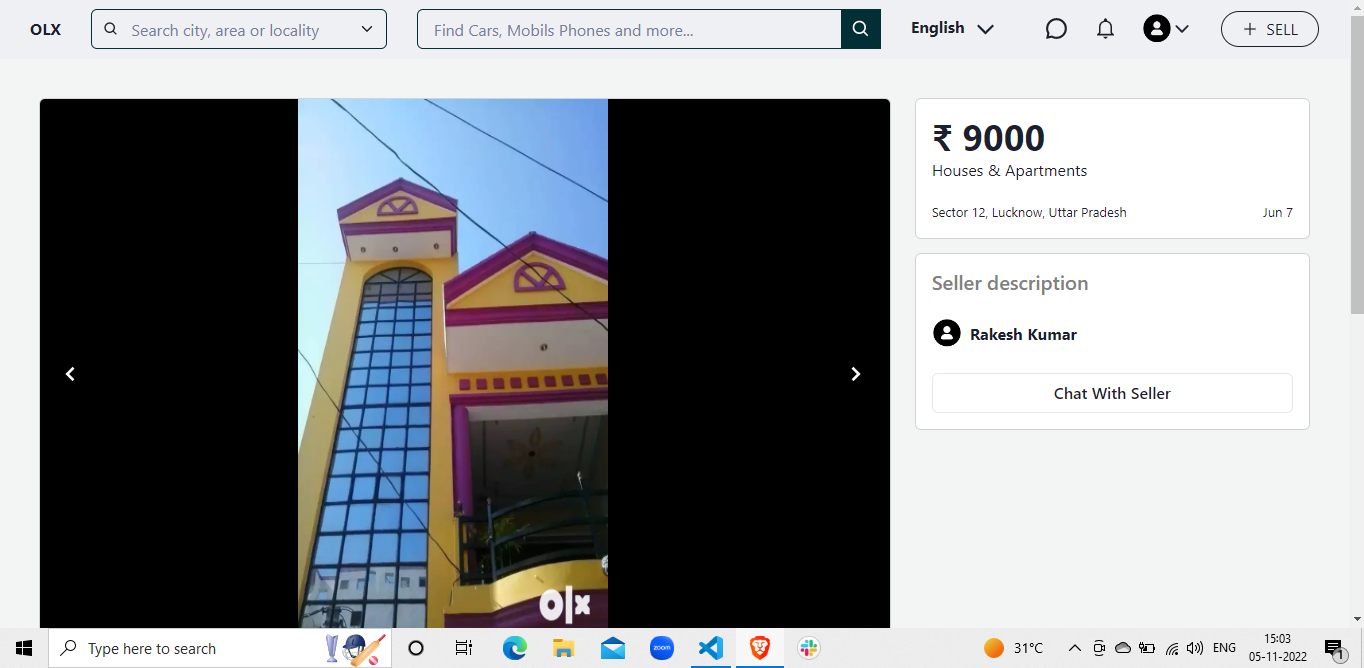 OLX
Search city, area or locality
Find Cars, Mobils Phones and more...
English
SELL
₹ 9000
Houses & Apartments
Sector 12, Lucknow, Uttar Pradesh
Jun 7
Seller description
Rakesh Kumar
Chat With Seller
olx
Type here to search
zoom
31°C
ENG
15:03
05-11-2022
1